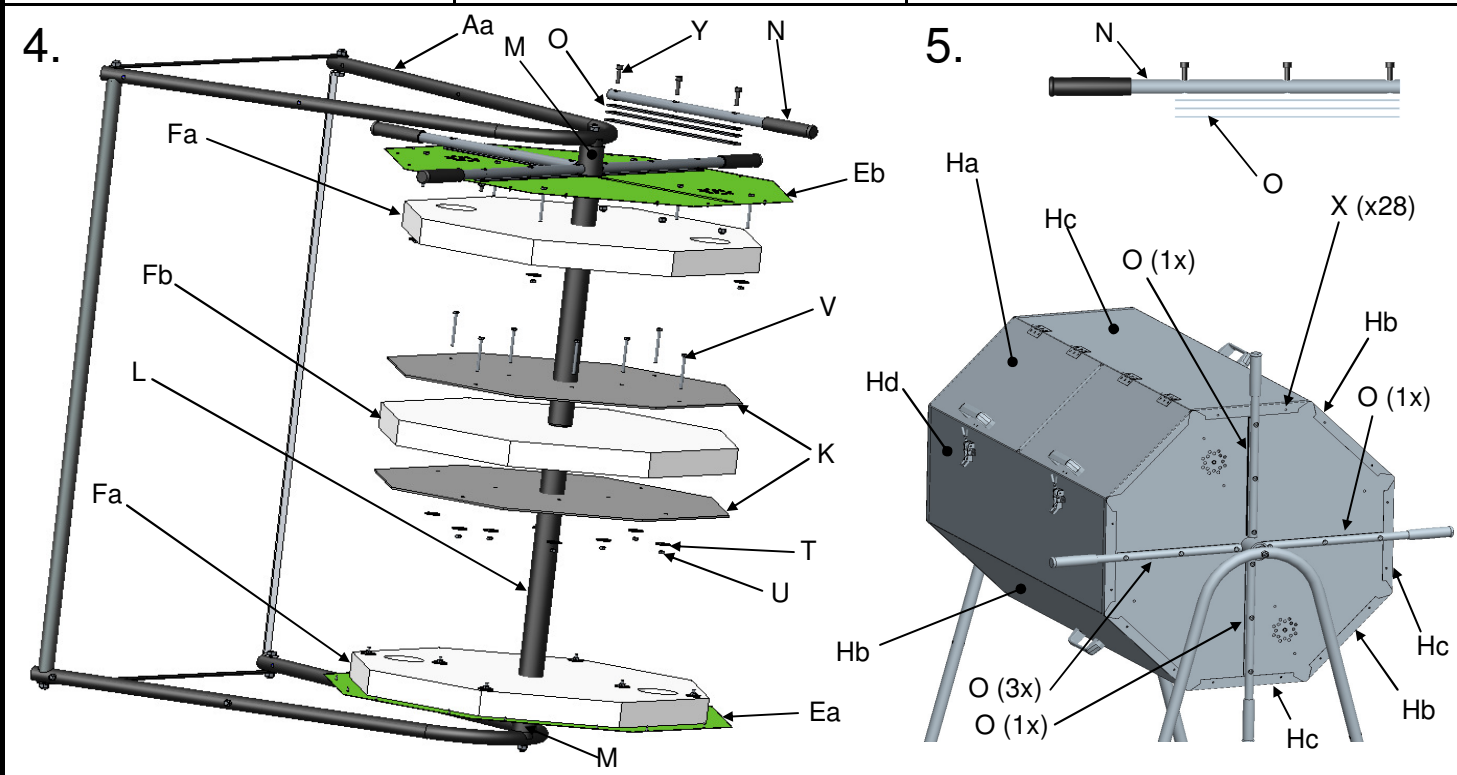 4.
Aa
M
O
Y
N
Fa
Eb
Fb
V
L
K
Fa
T
U
Ea
M
5.
N
O
Ha
Hc
X (x28)
O (1x)
Hb
O (1x)
Hd
Hb
O (3x)
O (1x)
Hc
Hb
Hc